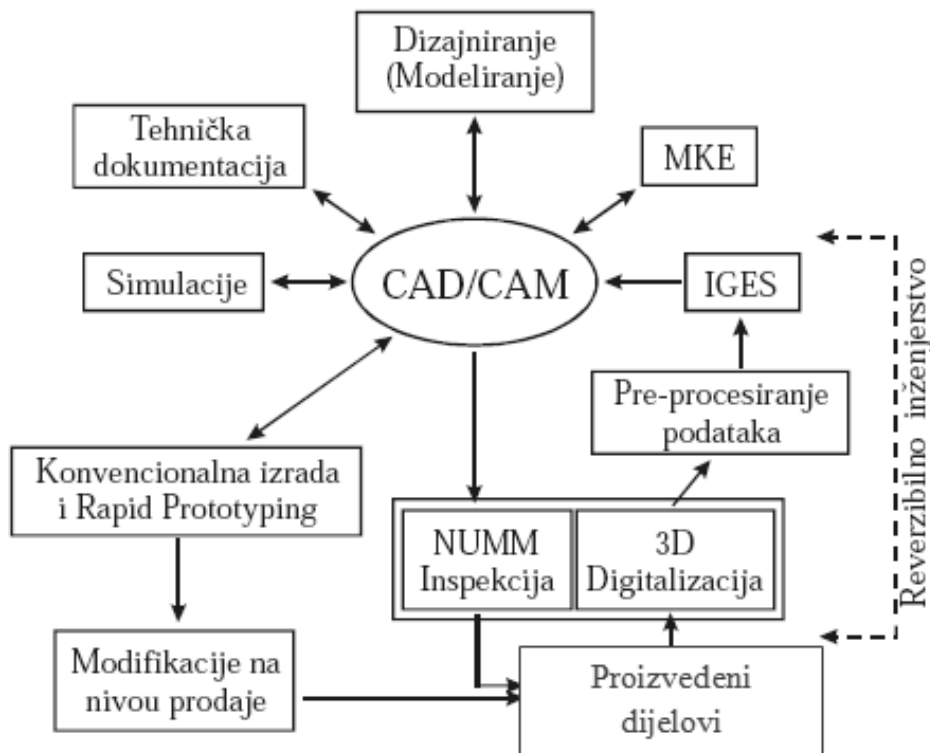 Dizajniranje
(Modeliranje)
Tehnička
dokumentacija
MKE
Simulacije
CAD/CAM
IGES
Reverzibilno inženjerstvo
Pre-procesiranje
podataka
Konvencionalna izrada
i Rapid Prototyping
NUMM
Inspekcija
3D
Digitalizacija
Modifikacije na
nivou prodaje
Proizvedeni
dijelovi